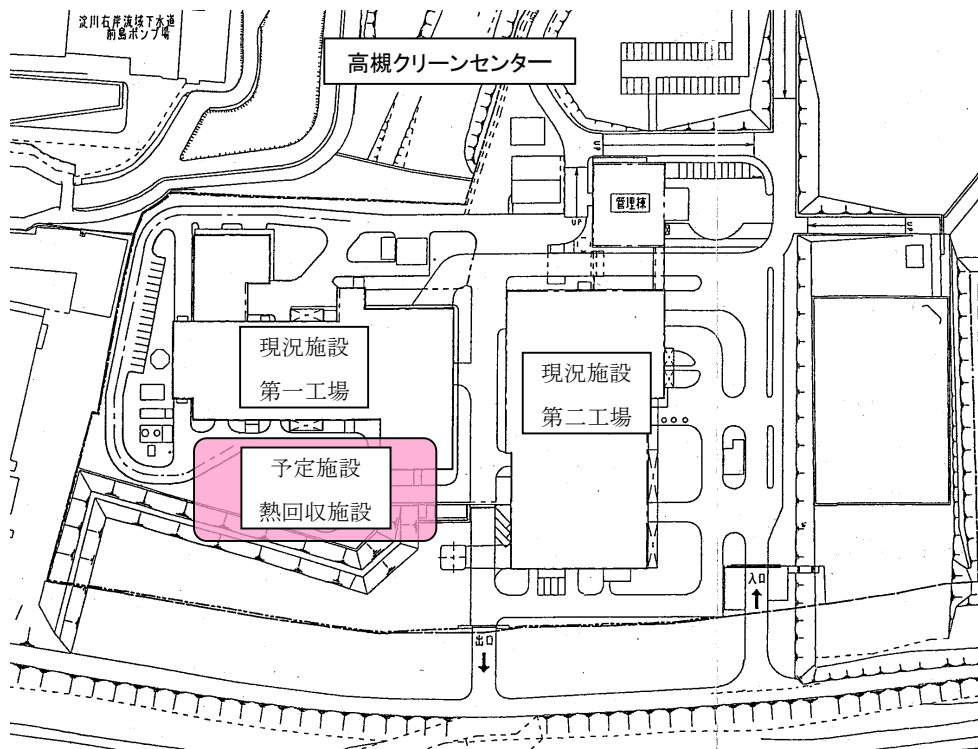 淀川右岸流域下水道
前島ポンプ場
高槻クリーンセンター
UP
管理棟
UP
UP
現況施設
第一工場
現況施設
第二工場
予定施設
熱回収施設
入口
出口